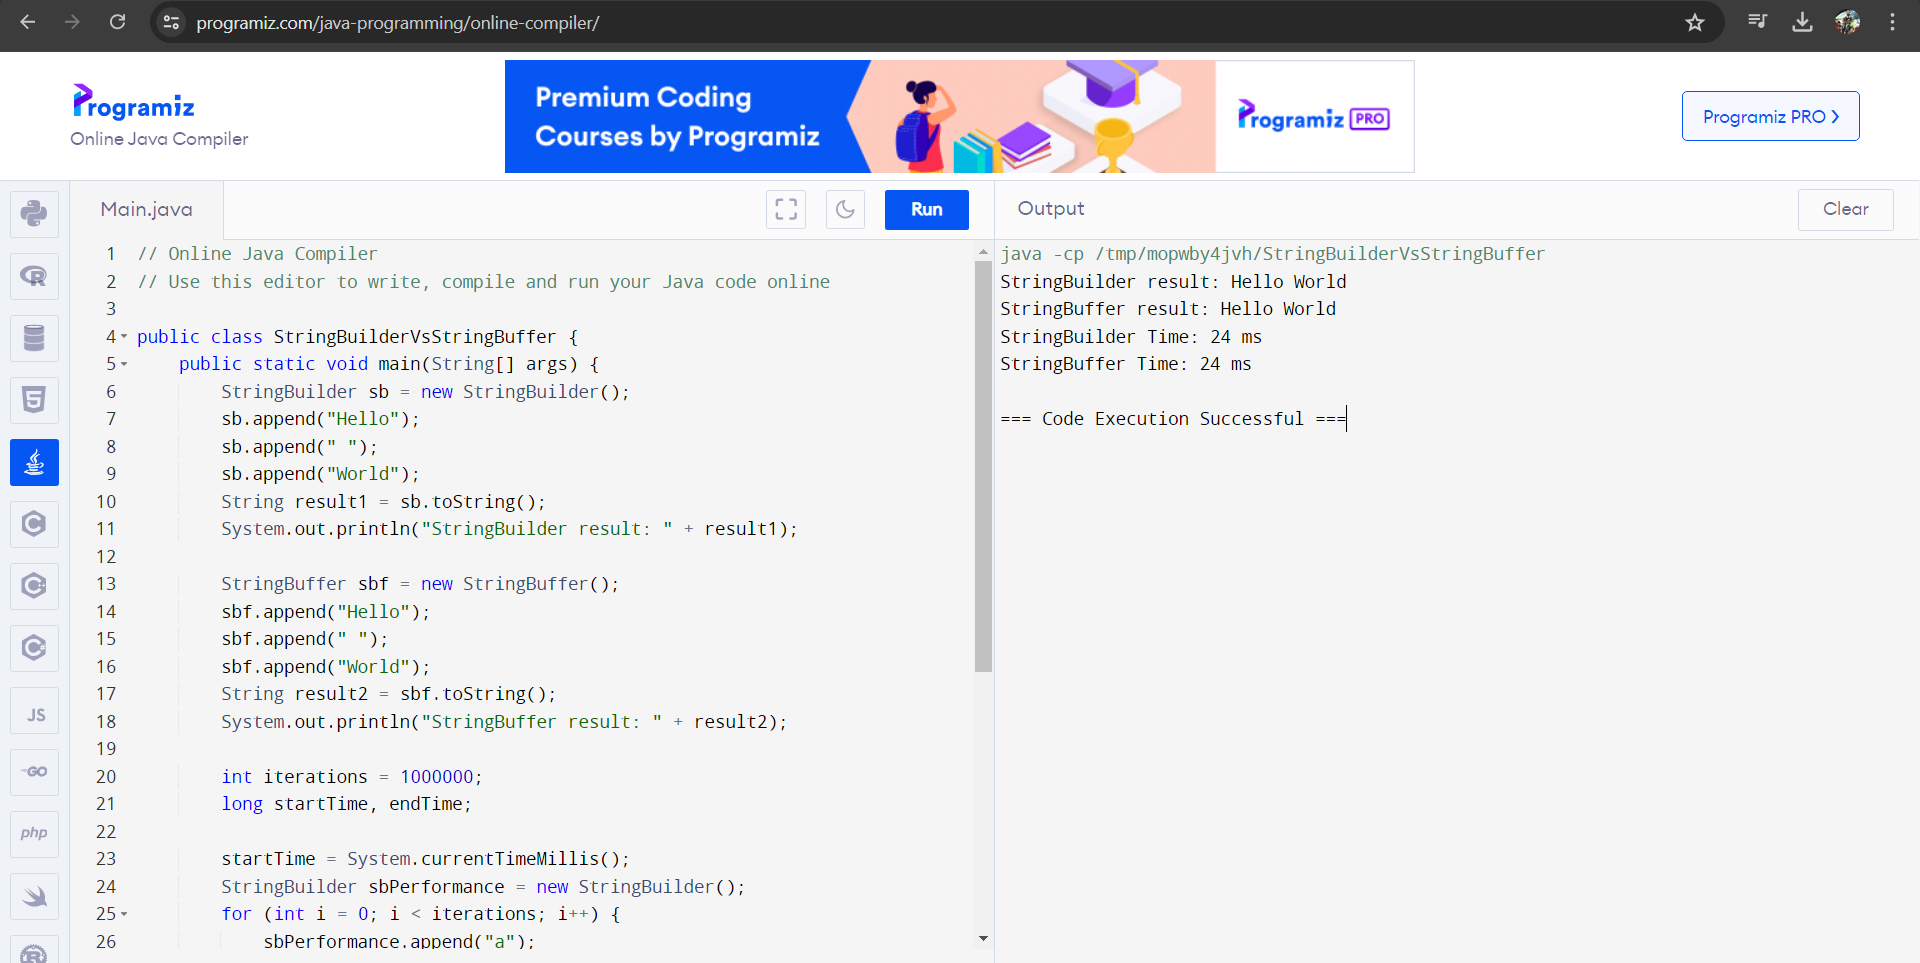 programiz.com/java-programming/online-compiler/
Programiz
Online Java Compiler
Premium Coding
Courses by Programiz
Programiz PRO
Programiz PRO
Main.java
Run
Output
Clear
1 // Online Java Compiler
2 // Use this editor to write, compile and run your Java code online
3
4 public class StringBuilderVsStringBuffer {
5     public static void main(String[] args) {
6         StringBuilder sb = new StringBuilder();
7         sb.append("Hello");
8         sb.append(" ");
9         sb.append("World");
10         String result1 = sb.toString();
11         System.out.println("StringBuilder result: " + result1);
12
13         StringBuffer sbf = new StringBuffer();
14         sbf.append("Hello");
15         sbf.append(" ");
16         sbf.append("World");
17         String result2 = sbf.toString();
18         System.out.println("StringBuffer result: " + result2);
19
20         int iterations = 1000000;
21         long startTime, endTime;
22
23         startTime = System.currentTimeMillis();
24         StringBuilder sbPerformance = new StringBuilder();
25         for (int i = 0; i < iterations; i++) {
26             sbPerformance.append("a");
java -cp /tmp/mopwby4jvh/StringBuilderVsStringBuffer
StringBuilder result: Hello World
StringBuffer result: Hello World
StringBuilder Time: 24 ms
StringBuffer Time: 24 ms
=== Code Execution Successful ===
JS
GO
php